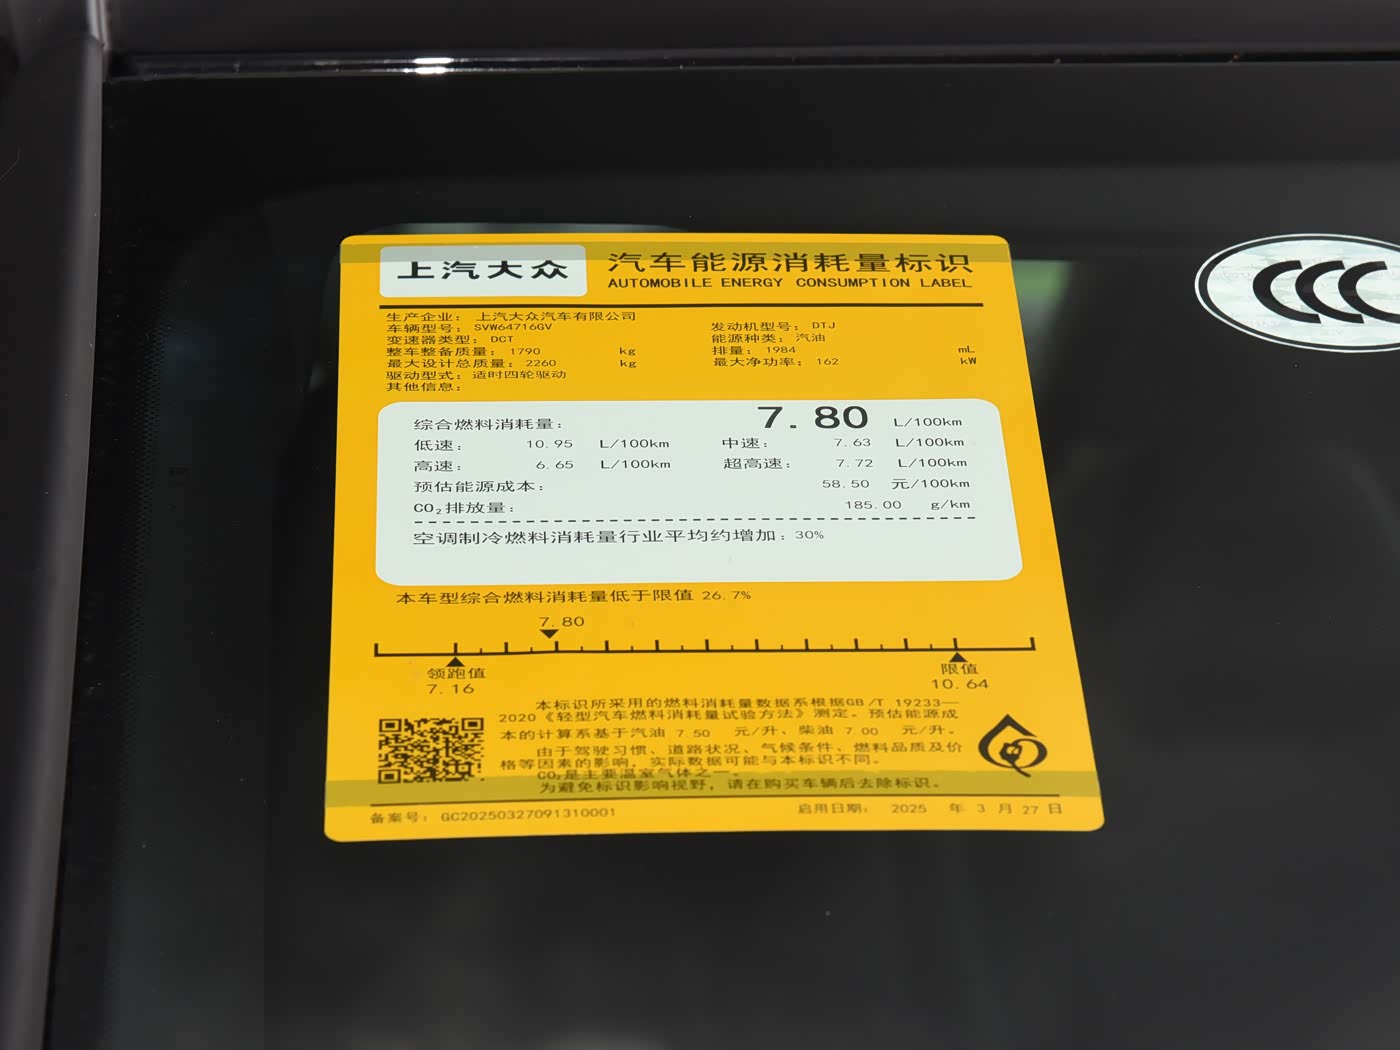 上汽大众
汽车能源消耗量标识
AUTOMOBILE ENERGY CONSUMPTION LABEL
生产企业: 上汽大众汽车有限公司
车辆型号: SVW64716GV 发动机型号: DTJ
变速器类型: DCT 能源种类: 汽油
整车整备质量: 1790 kg 排量: 1984 mL
最大设计总质量: 2260 kg 最大净功率: 162 kW
驱动型式: 适时四轮驱动
其他信息:
综合燃料消耗量: 7.80 L/100km
低速: 10.95 L/100km 中速: 7.63 L/100km
高速: 6.65 L/100km 超高速: 7.72 L/100km
预估能源成本: 58.50 元/100km
CO₂排放量: 185.00 g/km
空调制冷燃料消耗量行业平均约增加: 30%
本车型综合燃料消耗量低于限值 26.7%
7.80
领跑值 限值
7.16 10.64
本标识所采用的燃料消耗量数据系根据GB/T 19233—
2020《轻型汽车燃料消耗量试验方法》测定。预估能源成
本的计算系基于汽油 7.50 元/升、柴油 7.00 元/升。
由于驾驶习惯、道路状况、气候条件、燃料品质及价
格等因素的影响,实际数据可能与本标识不同。
CO₂是主要温室气体之一。
为避免标识影响视野,请在购买车辆后去除标识。
备案号: GC20250327091310001 启用日期: 2025 年 3 月 27 日
CCC